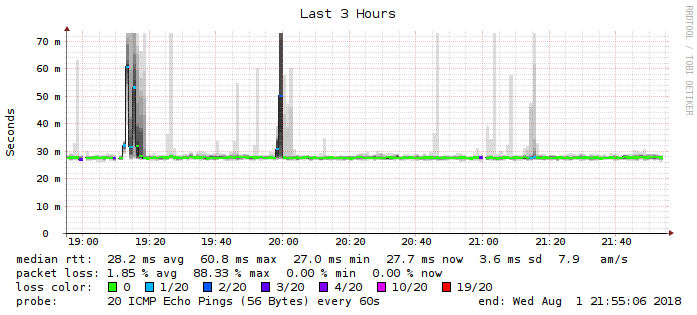 Last 3 Hours
RRDTOOL / TOBI OETIKER
Seconds
70 m
60 m
50 m
40 m
30 m
20 m
10 m
0
19:00 19:20 19:40 20:00 20:20 20:40 21:00 21:20 21:40
median rtt: 28.2 ms avg 60.8 ms max 27.0 ms min 27.7 ms now 3.6 ms sd 7.9 am/s
packet loss: 1.85 % avg 88.33 % max 0.00 % min 0.00 % now
loss color: 0 1/20 2/20 3/20 4/20 10/20 19/20
probe: 20 ICMP Echo Pings (56 Bytes) every 60s end: Wed Aug 1 21:55:06 2018